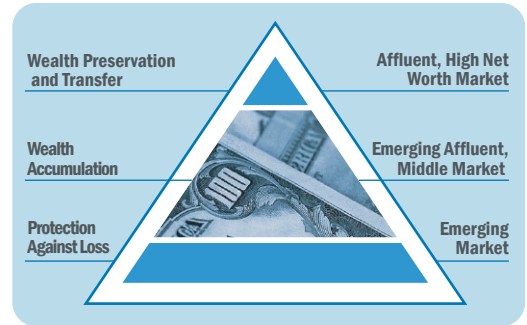 Wealth Preservation
and Transfer
Affluent, High Net
Worth Market
Wealth
Accumulation
Emerging Affluent,
Middle Market
Protection
Against Loss
Emerging
Market
100